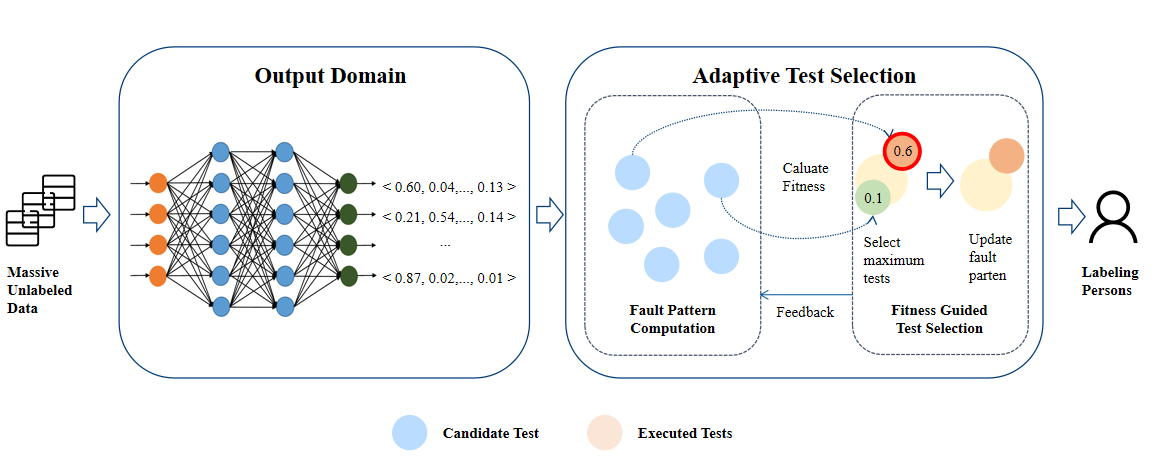 Output Domain
Adaptive Test Selection
Massive
Unlabeled
Data
< 0.60, 0.04,..., 0.13 >
< 0.21, 0.54,..., 0.14 >
...
< 0.87, 0.02,..., 0.01 >
Fault Pattern
Computation
Caluate
Fitness
Feedback
0.6
0.1
Select
maximum
tests
Update
fault
parten
Fitness Guided
Test Selection
Labeling
Persons
Candidate Test
Executed Tests